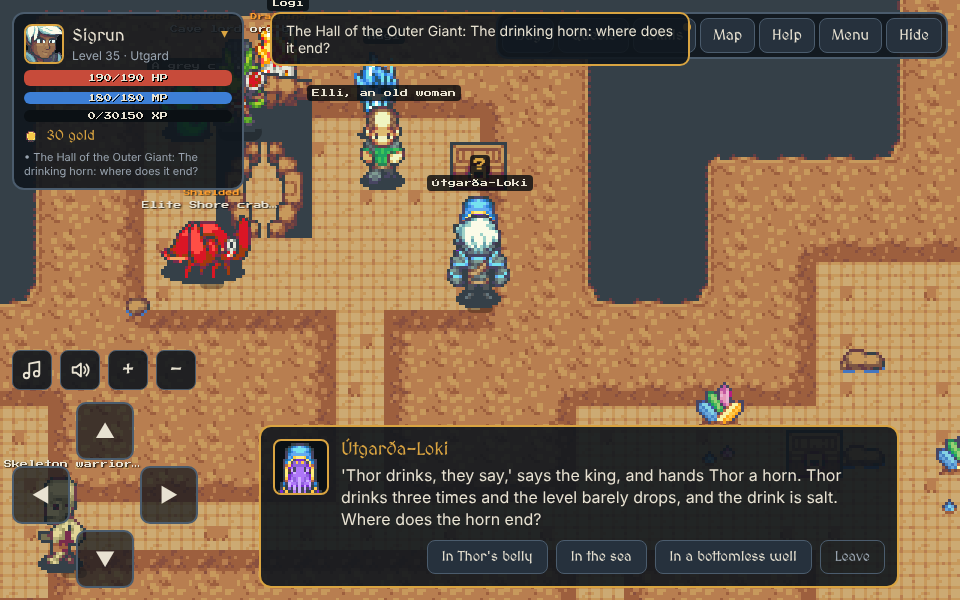 Logi
Sigrun
Level 35 · Utgard
190/190 HP
180/180 MP
0/30150 XP
30 gold
• The Hall of the Outer Giant: The
drinking horn: where does it end?
The Hall of the Outer Giant: The drinking horn: where does
it end?
Map
Help
Menu
Hide
Elli, an old woman
?
Útgarða-Loki
Shielded
Elite Shore crab...
Skeleton warrior...
Útgarða-Loki
'Thor drinks, they say,' says the king, and hands Thor a horn. Thor
drinks three times and the level barely drops, and the drink is salt.
Where does the horn end?
In Thor's belly
In the sea
In a bottomless well
Leave